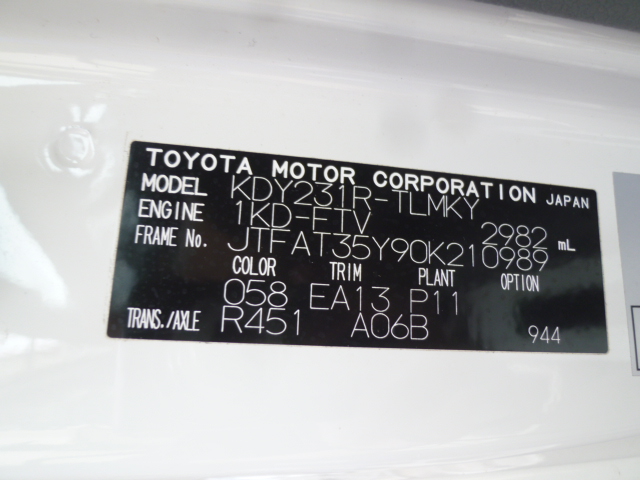 TOYOTA MOTOR CORPORATION JAPAN
MODEL KDY231R-TLMKY
ENGINE 1KD-FTV 2982 mL
FRAME No. JTFAT35Y90K210989
COLOR TRIM PLANT OPTION
058 EA13 P11
TRANS./AXLE R451 A06B 944